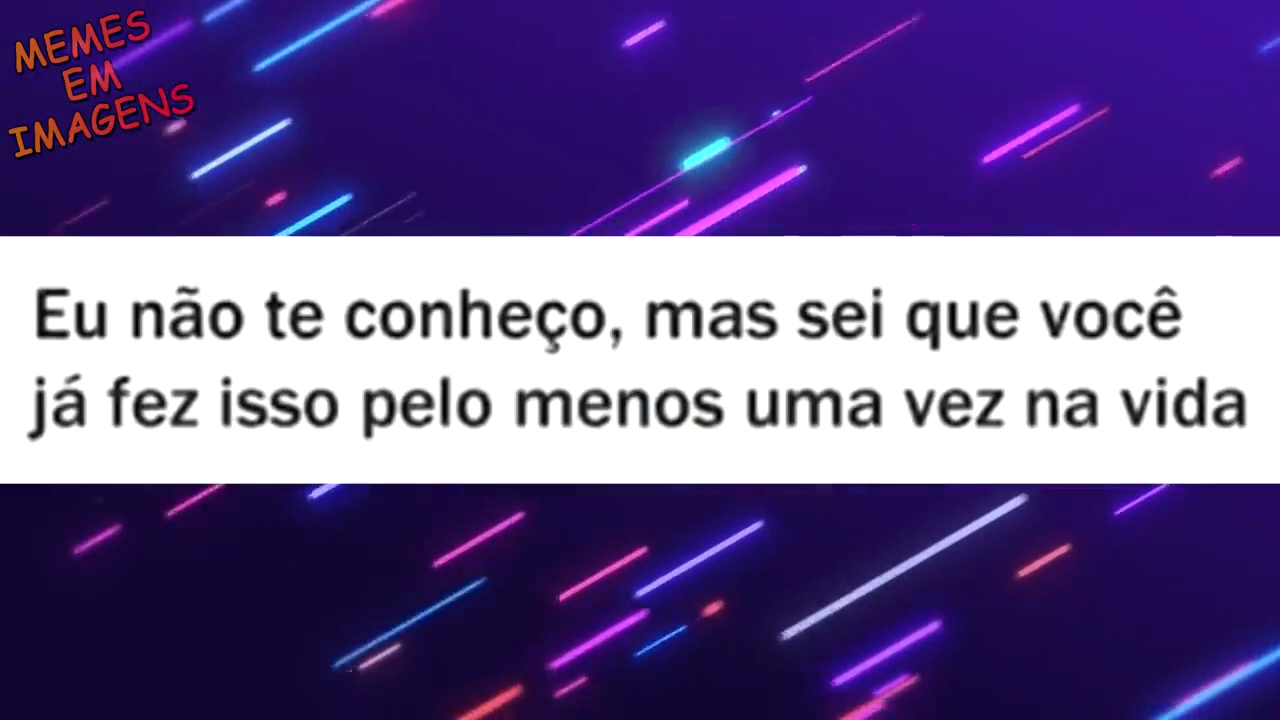 MEMES
EM
IMAGENS
Eu não te conheço, mas sei que você
já fez isso pelo menos uma vez na vida